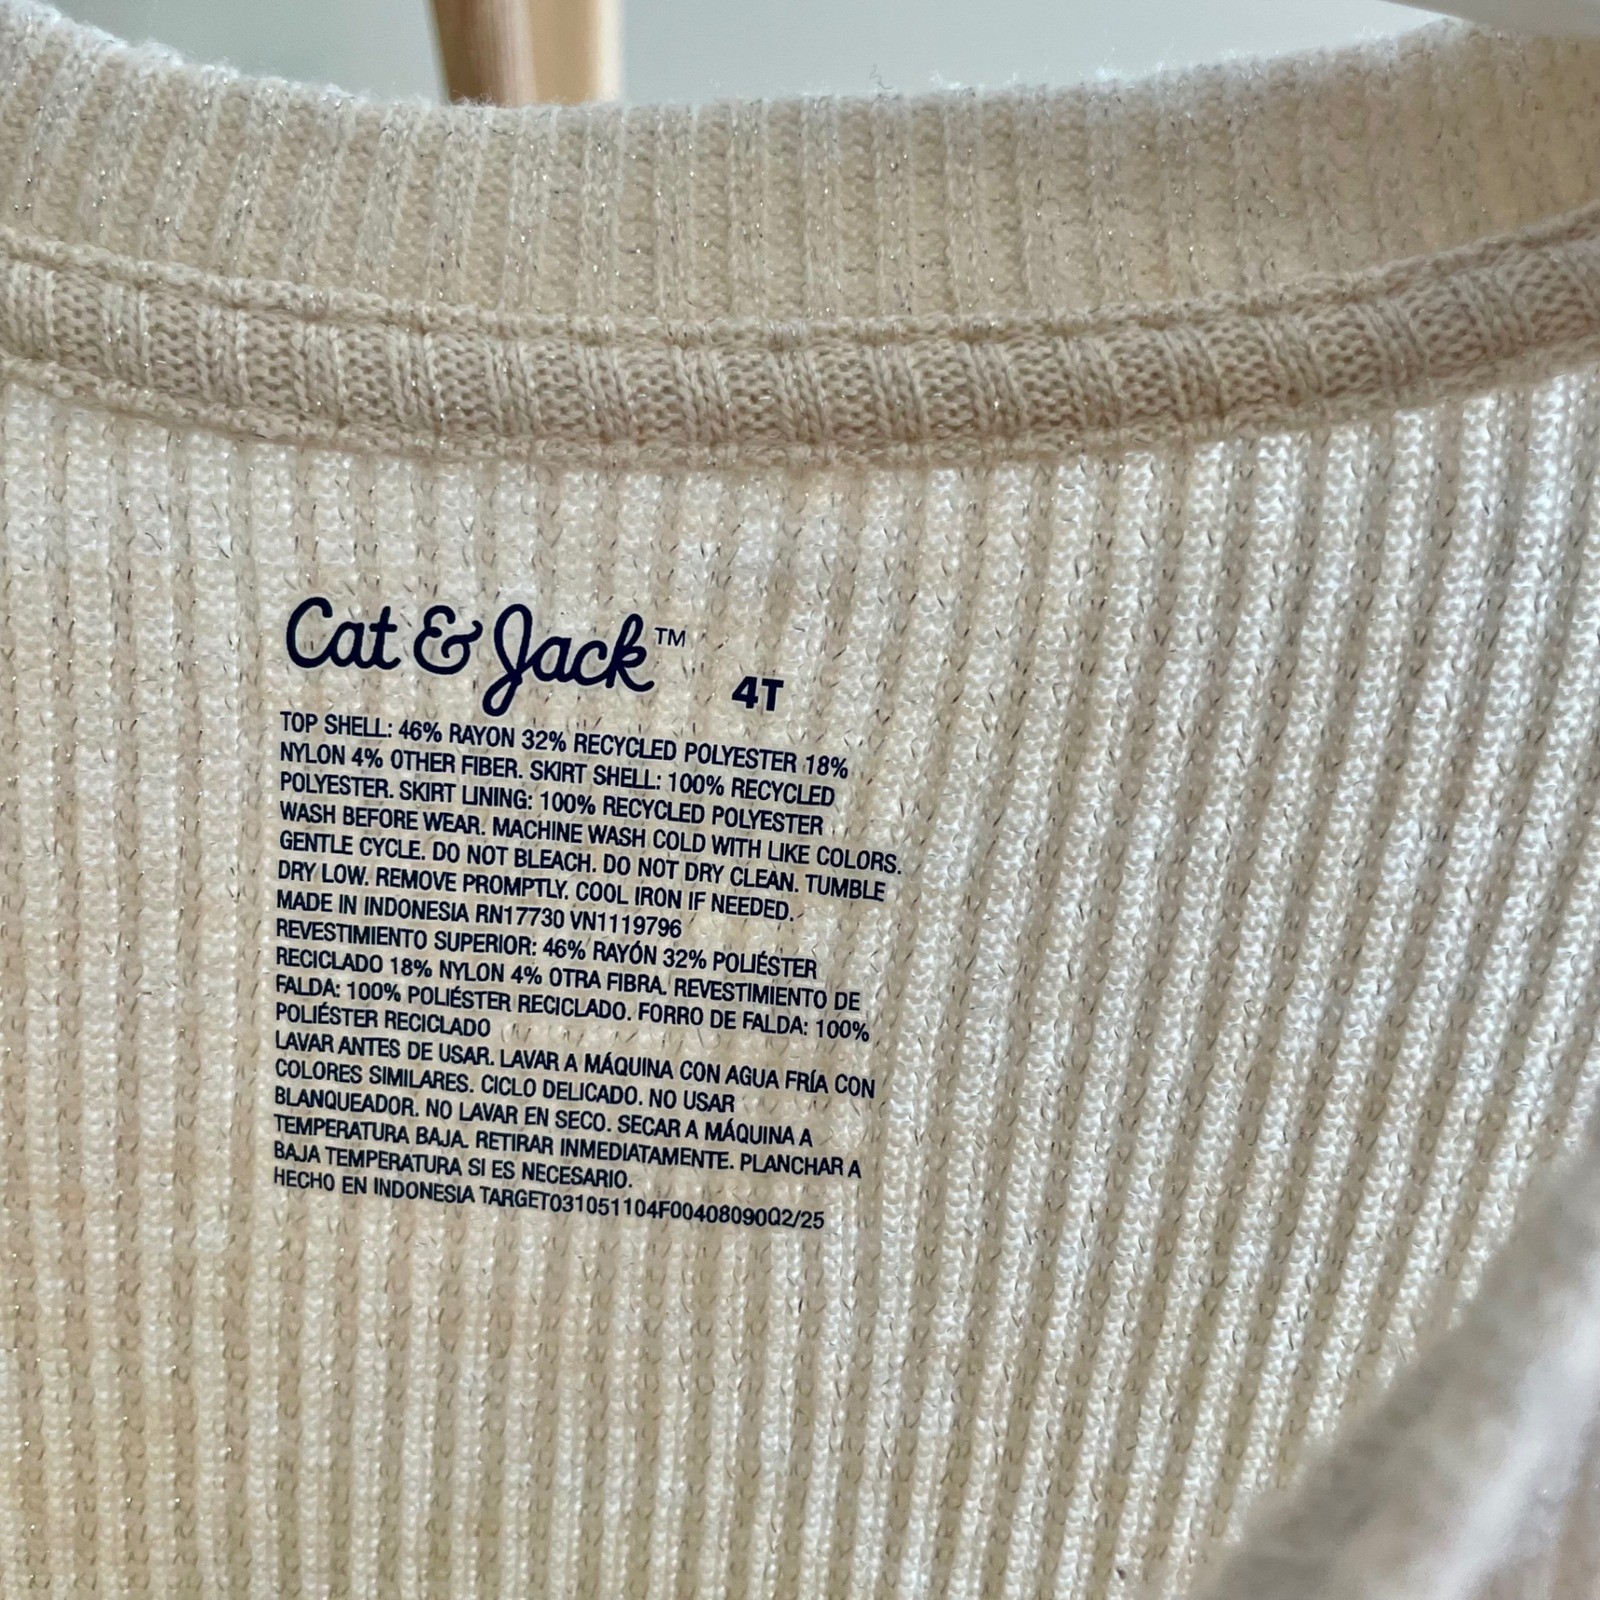 Cat & Jack™ 4T
TOP SHELL: 46% RAYON 32% RECYCLED POLYESTER 18%
NYLON 4% OTHER FIBER. SKIRT SHELL: 100% RECYCLED
POLYESTER. SKIRT LINING: 100% RECYCLED POLYESTER
WASH BEFORE WEAR. MACHINE WASH COLD WITH LIKE COLORS.
GENTLE CYCLE. DO NOT BLEACH. DO NOT DRY CLEAN. TUMBLE
DRY LOW. REMOVE PROMPTLY. COOL IRON IF NEEDED.
MADE IN INDONESIA RN17730 VN1119796
REVESTIMIENTO SUPERIOR: 46% RAYÓN 32% POLIÉSTER
RECICLADO 18% NYLON 4% OTRA FIBRA. REVESTIMIENTO DE
FALDA: 100% POLIÉSTER RECICLADO. FORRO DE FALDA: 100%
POLIÉSTER RECICLADO
LAVAR ANTES DE USAR. LAVAR A MÁQUINA CON AGUA FRÍA CON
COLORES SIMILARES. CICLO DELICADO. NO USAR
BLANQUEADOR. NO LAVAR EN SECO. SECAR A MÁQUINA A
TEMPERATURA BAJA. RETIRAR INMEDIATAMENTE. PLANCHAR A
BAJA TEMPERATURA SI ES NECESARIO.
HECHO EN INDONESIA TARGET031051104F00408090Q2/25